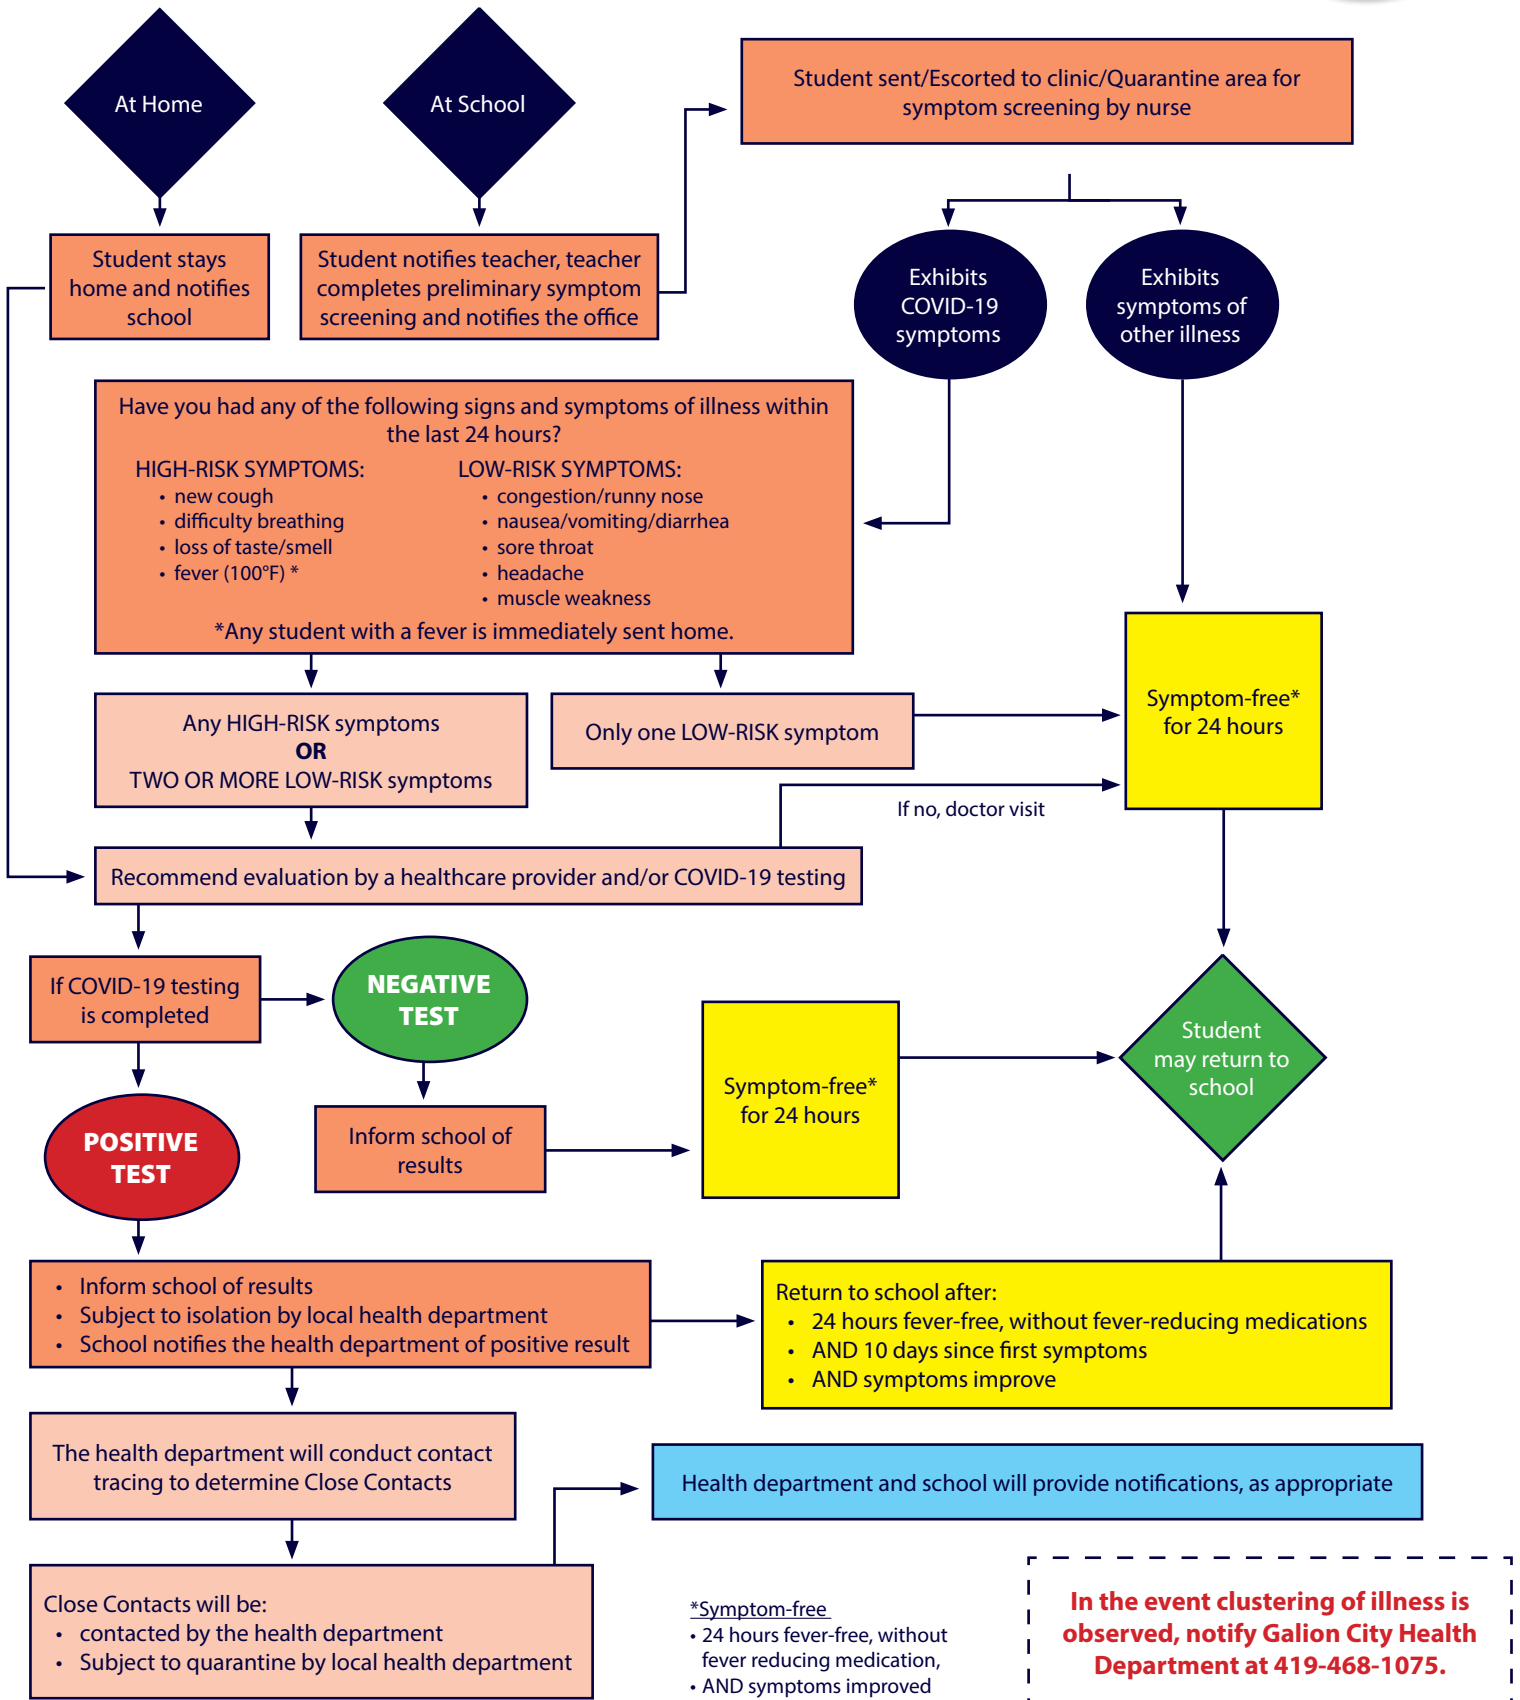 At Home
At School
Student sent/Escorted to clinic/Quarantine area for
symptom screening by nurse
Student stays
home and notifies
school
Student notifies teacher, teacher
completes preliminary symptom
screening and notifies the office
Exhibits
COVID-19
symptoms
Exhibits
symptoms of
other illness
Have you had any of the following signs and symptoms of illness within
the last 24 hours?
HIGH-RISK SYMPTOMS:
• new cough
• difficulty breathing
• loss of taste/smell
• fever (100°F) *
LOW-RISK SYMPTOMS:
• congestion/runny nose
• nausea/vomiting/diarrhea
• sore throat
• headache
• muscle weakness
*Any student with a fever is immediately sent home.
Any HIGH-RISK symptoms
OR
TWO OR MORE LOW-RISK symptoms
Only one LOW-RISK symptom
Symptom-free*
for 24 hours
If no, doctor visit
Recommend evaluation by a healthcare provider and/or COVID-19 testing
If COVID-19 testing
is completed
NEGATIVE
TEST
Symptom-free*
for 24 hours
Student
may return to
school
POSITIVE
TEST
Inform school of
results
• Inform school of results
• Subject to isolation by local health department
• School notifies the health department of positive result
Return to school after:
• 24 hours fever-free, without fever-reducing medications
• AND 10 days since first symptoms
• AND symptoms improve
The health department will conduct contact
tracing to determine Close Contacts
Health department and school will provide notifications, as appropriate
Close Contacts will be:
• contacted by the health department
• Subject to quarantine by local health department
*Symptom-free
• 24 hours fever-free, without
fever reducing medication,
• AND symptoms improved
In the event clustering of illness is
observed, notify Galion City Health
Department at 419-468-1075.